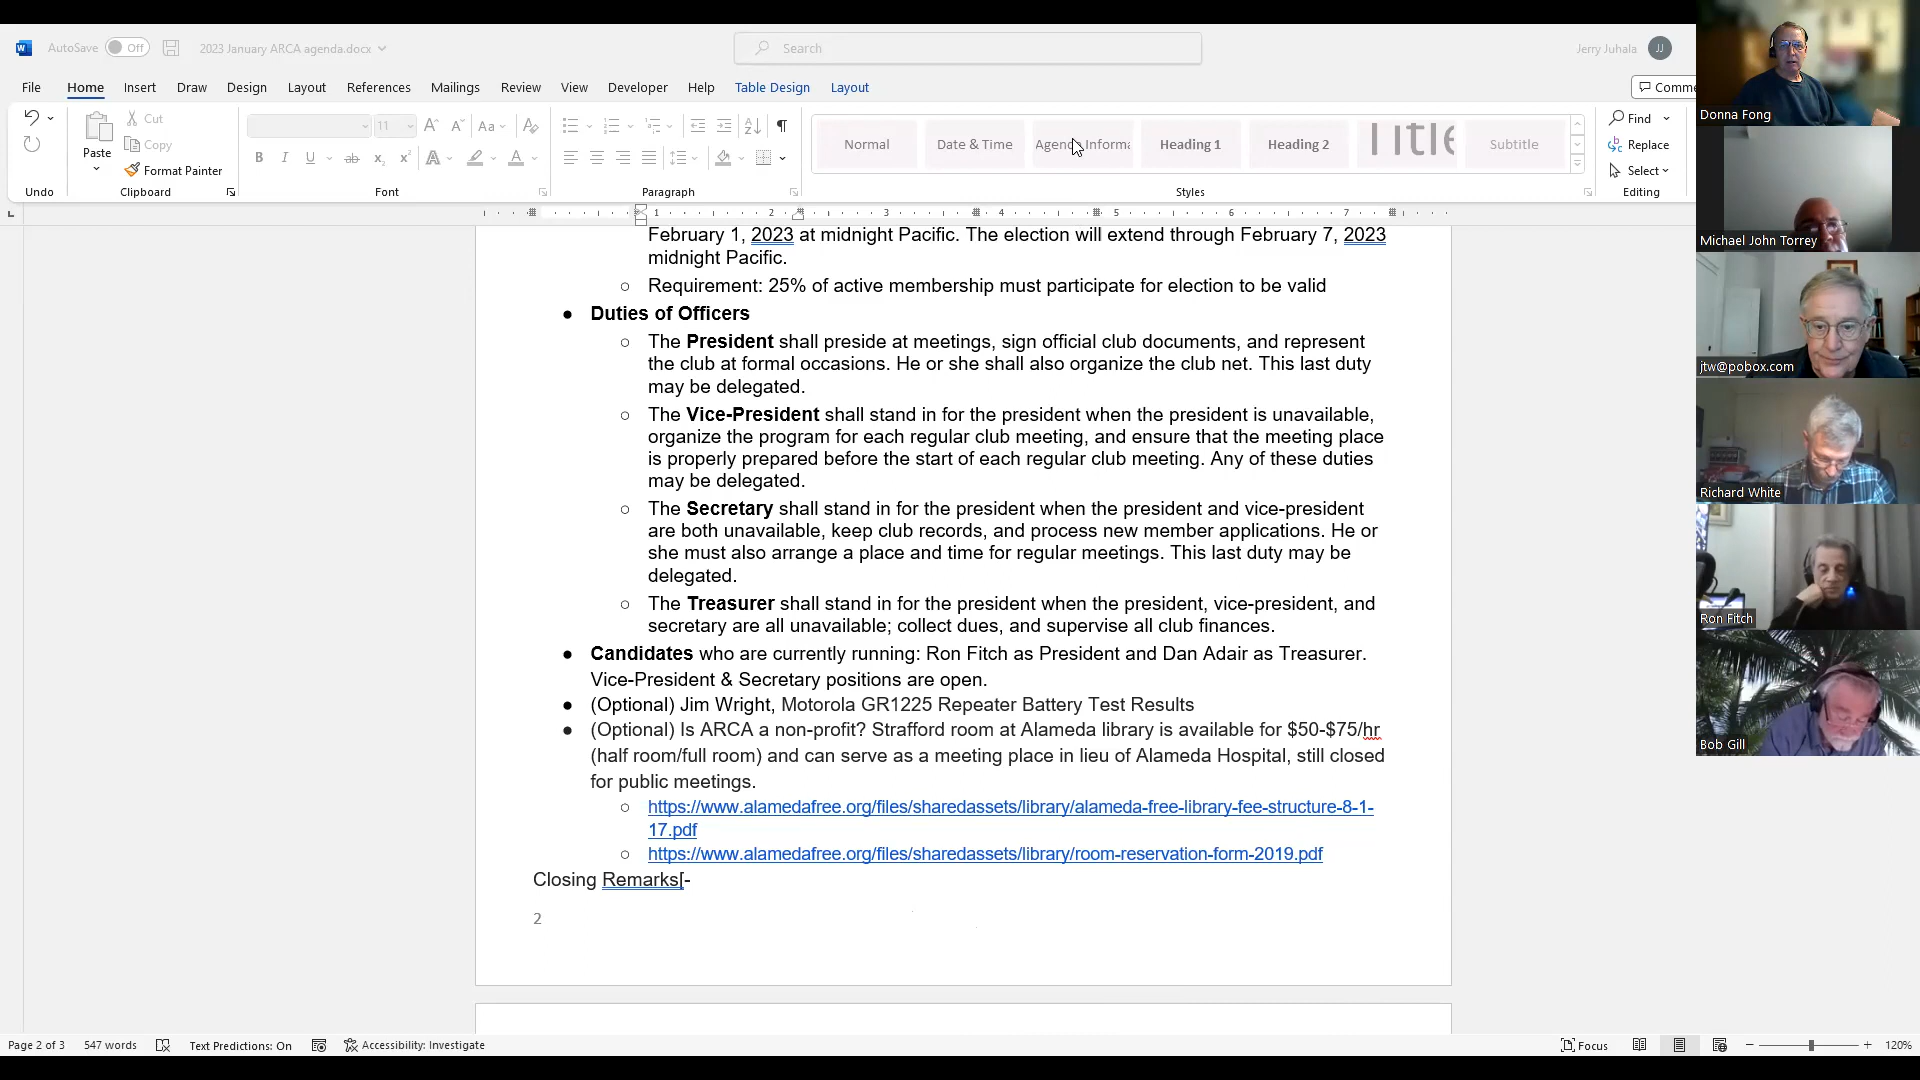 AutoSave Off 2023 January ARCA agenda.docx Search Jerry Juhala JJ
File Home Insert Draw Design Layout References Mailings Review View Developer Help Table Design Layout Comme
Paste Cut Copy Format Painter 11 Aa Normal Date & Time Agenda Informa Heading 1 Heading 2 Title Subtitle Find Replace Select
Undo Clipboard Font Paragraph Styles Editing
1 2 3 4 5 6 7
February 1, 2023 at midnight Pacific. The election will extend through February 7, 2023
midnight Pacific.
○ Requirement: 25% of active membership must participate for election to be valid
● Duties of Officers
○ The President shall preside at meetings, sign official club documents, and represent
the club at formal occasions. He or she shall also organize the club net. This last duty
may be delegated.
○ The Vice-President shall stand in for the president when the president is unavailable,
organize the program for each regular club meeting, and ensure that the meeting place
is properly prepared before the start of each regular club meeting. Any of these duties
may be delegated.
○ The Secretary shall stand in for the president when the president and vice-president
are both unavailable, keep club records, and process new member applications. He or
she must also arrange a place and time for regular meetings. This last duty may be
delegated.
○ The Treasurer shall stand in for the president when the president, vice-president, and
secretary are all unavailable; collect dues, and supervise all club finances.
● Candidates who are currently running: Ron Fitch as President and Dan Adair as Treasurer.
Vice-President & Secretary positions are open.
● (Optional) Jim Wright, Motorola GR1225 Repeater Battery Test Results
● (Optional) Is ARCA a non-profit? Strafford room at Alameda library is available for $50-$75/hr
(half room/full room) and can serve as a meeting place in lieu of Alameda Hospital, still closed
for public meetings.
○ https://www.alamedafree.org/files/sharedassets/library/alameda-free-library-fee-structure-8-1-
17.pdf
○ https://www.alamedafree.org/files/sharedassets/library/room-reservation-form-2019.pdf
Closing Remarks[-
2
Page 2 of 3 547 words Text Predictions: On Accessibility: Investigate Focus 120%
Donna Fong
Michael John Torrey
jtw@pobox.com
Richard White
Ron Fitch
Bob Gill